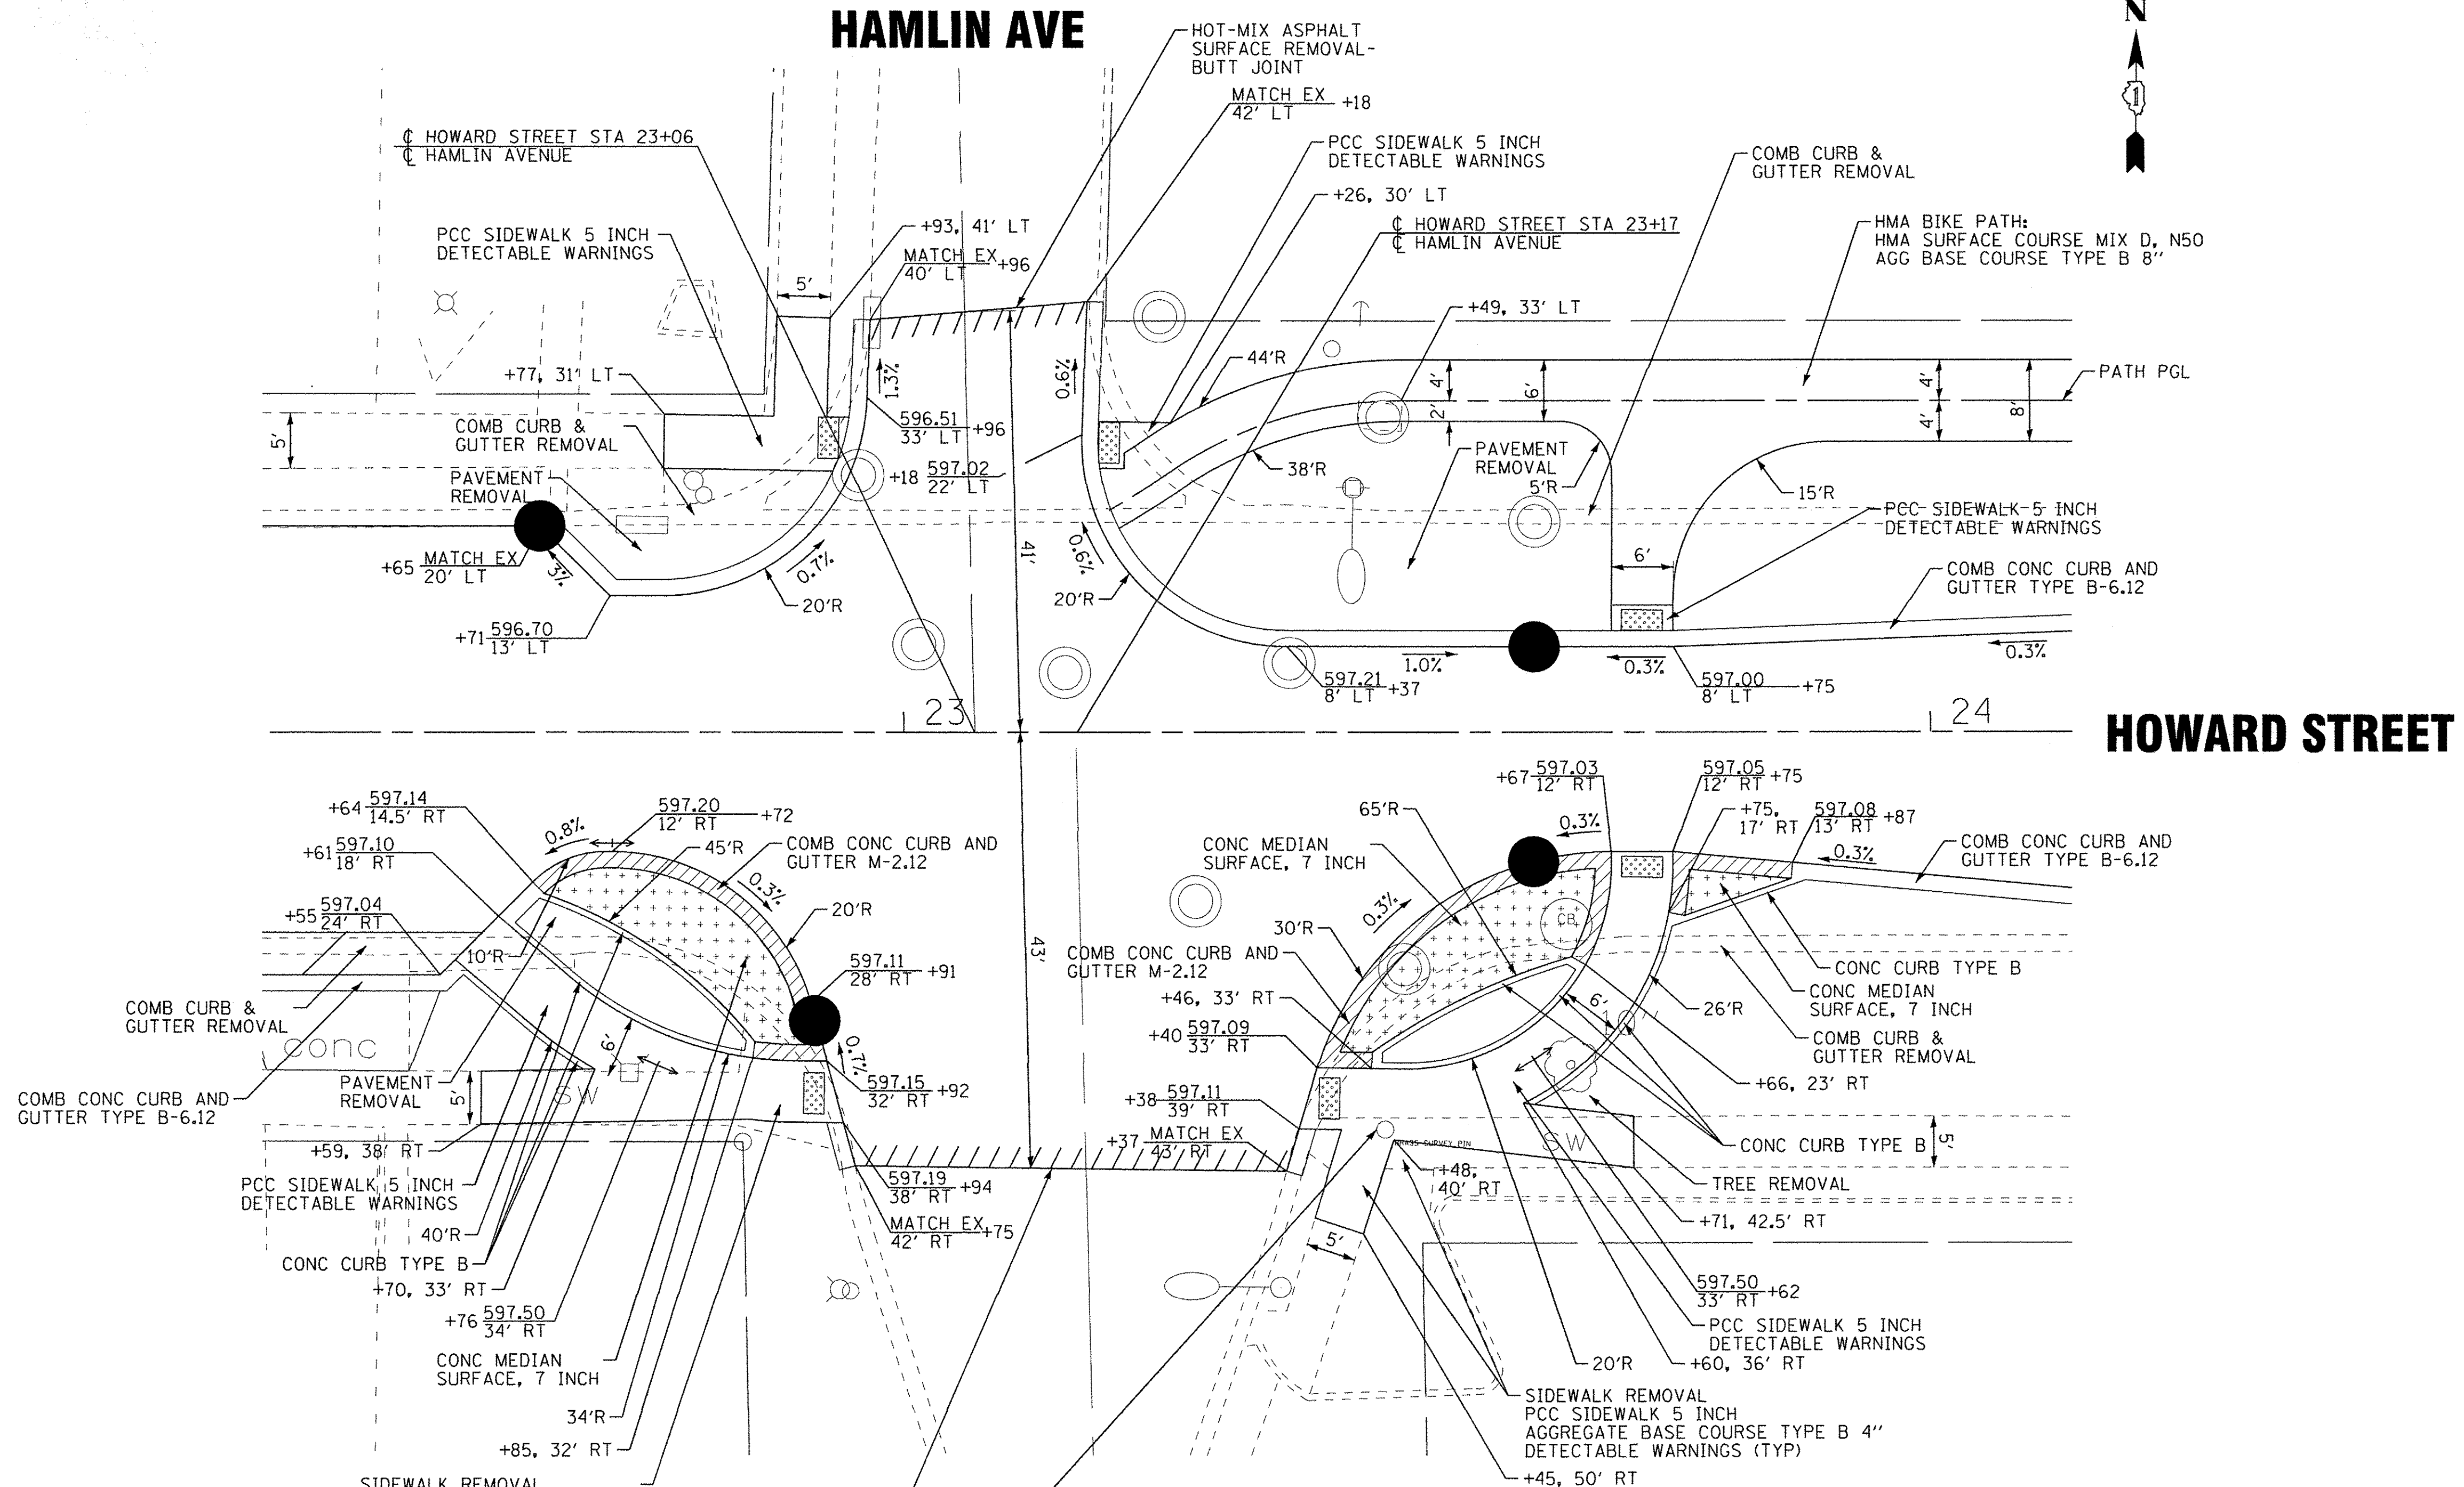 HAMLIN AVE
N
1
HOT-MIX ASPHALT
SURFACE REMOVAL-
BUTT JOINT
MATCH EX
42' LT
+18
℄ HOWARD STREET STA 23+06
℄ HAMLIN AVENUE
PCC SIDEWALK 5 INCH
DETECTABLE WARNINGS
COMB CURB &
GUTTER REMOVAL
+26, 30' LT
℄ HOWARD STREET STA 23+17
℄ HAMLIN AVENUE
HMA BIKE PATH:
HMA SURFACE COURSE MIX D, N50
AGG BASE COURSE TYPE B 8"
PCC SIDEWALK 5 INCH
DETECTABLE WARNINGS
+93, 41' LT
MATCH EX
40' LT
+96
5'
+49, 33' LT
44'R
1.3%
0.6%
4'
2'
6'
4'
4'
8'
PATH PGL
+77, 31' LT
5'
COMB CURB &
GUTTER REMOVAL
596.51
33' LT
+96
PAVEMENT
REMOVAL
+18
597.02
22' LT
38'R
PAVEMENT
REMOVAL
5'R
15'R
PCC SIDEWALK 5 INCH
DETECTABLE WARNINGS
+65
MATCH EX
20' LT
3%
0.7%
20'R
41'
0.6%
20'R
6'
COMB CONC CURB AND
GUTTER TYPE B-6.12
+71
596.70
13' LT
1.0%
0.3%
0.3%
597.21
8' LT
+37
597.00
8' LT
+75
23
24
HOWARD STREET
+64
597.14
14.5' RT
0.8%
597.20
12' RT
+72
+61
597.10
18' RT
45'R
COMB CONC CURB AND
GUTTER M-2.12
0.3%
20'R
+55
597.04
24' RT
10'R
597.11
28' RT
+91
43'
0.7%
597.15
32' RT
+92
COMB CURB &
GUTTER REMOVAL
conc
PAVEMENT
REMOVAL
COMB CONC CURB AND
GUTTER TYPE B-6.12
5'
SW
6'
+59, 38' RT
PCC SIDEWALK 5 INCH
DETECTABLE WARNINGS
40'R
CONC CURB TYPE B
+70, 33' RT
+76
597.50
34' RT
CONC MEDIAN
SURFACE, 7 INCH
34'R
+85, 32' RT
SIDEWALK REMOVAL
597.19
38' RT
+94
MATCH EX
42' RT
+75
+67
597.03
12' RT
597.05
12' RT
+75
65'R
0.3%
+75,
17' RT
597.08
13' RT
+87
CONC MEDIAN
SURFACE, 7 INCH
0.3%
COMB CONC CURB AND
GUTTER TYPE B-6.12
0.3%
30'R
CB
COMB CONC CURB AND
GUTTER M-2.12
+46, 33' RT
+40
597.09
33' RT
6'
10"
26'R
CONC CURB TYPE B
CONC MEDIAN
SURFACE, 7 INCH
COMB CURB &
GUTTER REMOVAL
+66, 23' RT
+38
597.11
39' RT
+37
MATCH EX
43' RT
BRASS SURVEY PIN
SW
CONC CURB TYPE B
5'
+48,
40' RT
TREE REMOVAL
+71, 42.5' RT
5'
597.50
33' RT
+62
PCC SIDEWALK 5 INCH
DETECTABLE WARNINGS
20'R
+60, 36' RT
SIDEWALK REMOVAL
PCC SIDEWALK 5 INCH
AGGREGATE BASE COURSE TYPE B 4"
DETECTABLE WARNINGS (TYP)
+45, 50' RT